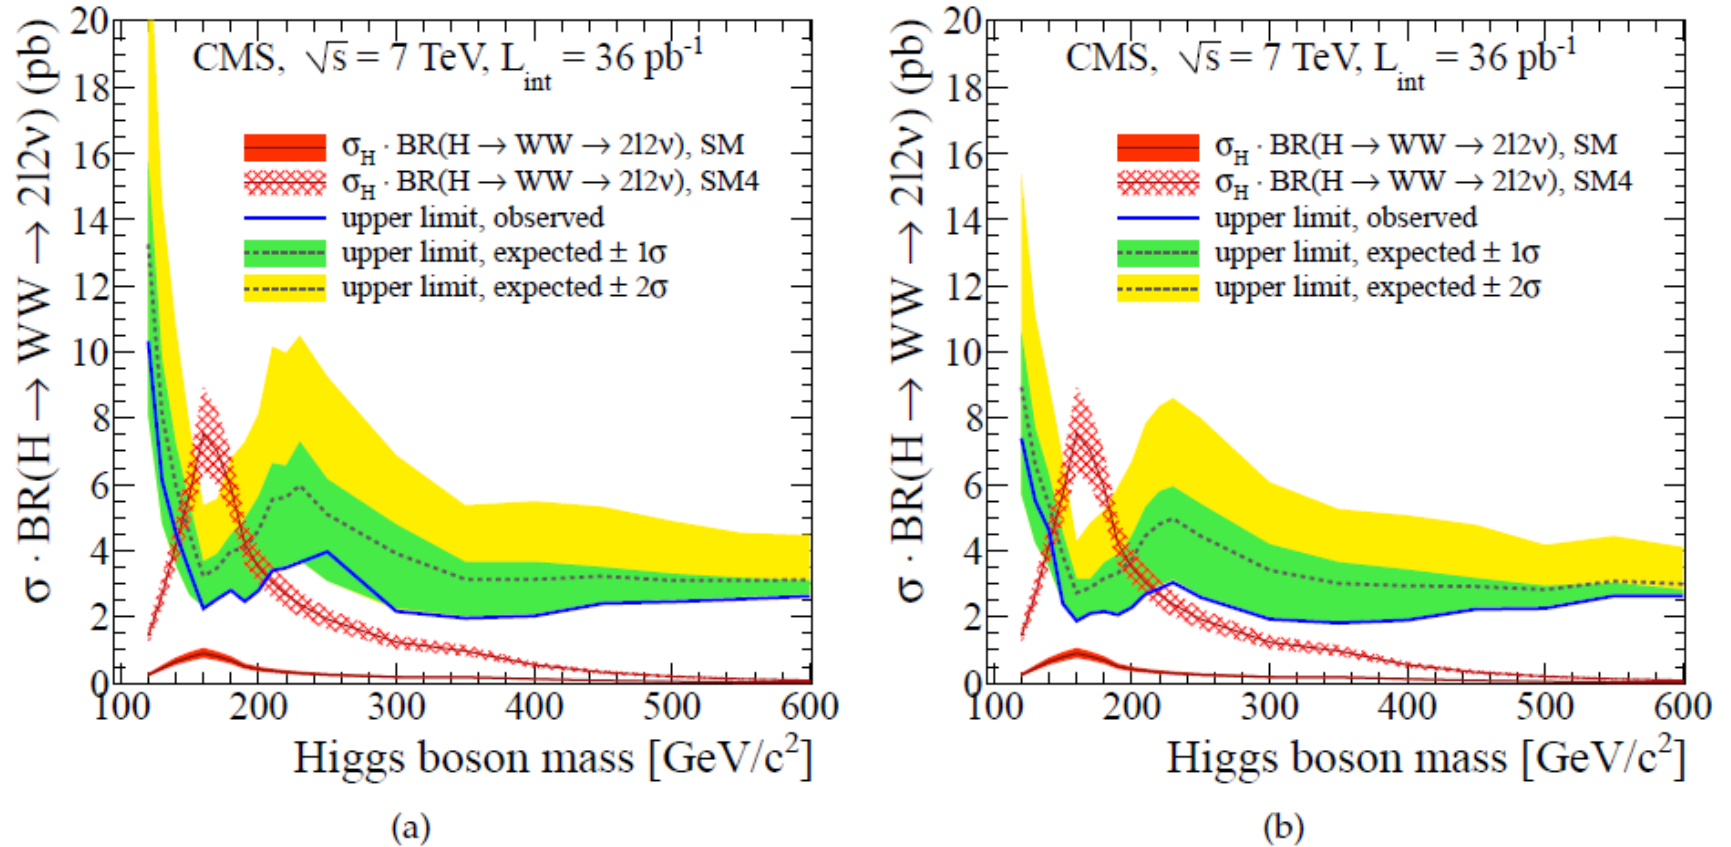 σ · BR(H → WW → 2l2ν) (pb)
20
18
16
14
12
10
8
6
4
2
0
CMS, √s = 7 TeV, L_int = 36 pb⁻¹
σ_H · BR(H → WW → 2l2ν), SM
σ_H · BR(H → WW → 2l2ν), SM4
upper limit, observed
upper limit, expected ± 1σ
upper limit, expected ± 2σ
100 200 300 400 500 600
Higgs boson mass [GeV/c²]
(a)
σ · BR(H → WW → 2l2ν) (pb)
20
18
16
14
12
10
8
6
4
2
0
CMS, √s = 7 TeV, L_int = 36 pb⁻¹
σ_H · BR(H → WW → 2l2ν), SM
σ_H · BR(H → WW → 2l2ν), SM4
upper limit, observed
upper limit, expected ± 1σ
upper limit, expected ± 2σ
100 200 300 400 500 600
Higgs boson mass [GeV/c²]
(b)